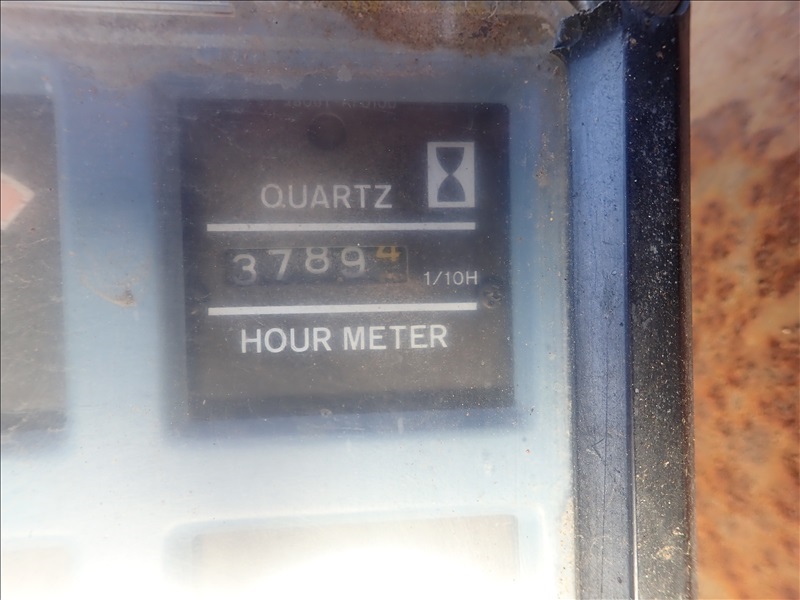 QUARTZ
37894
1/10H
HOUR METER